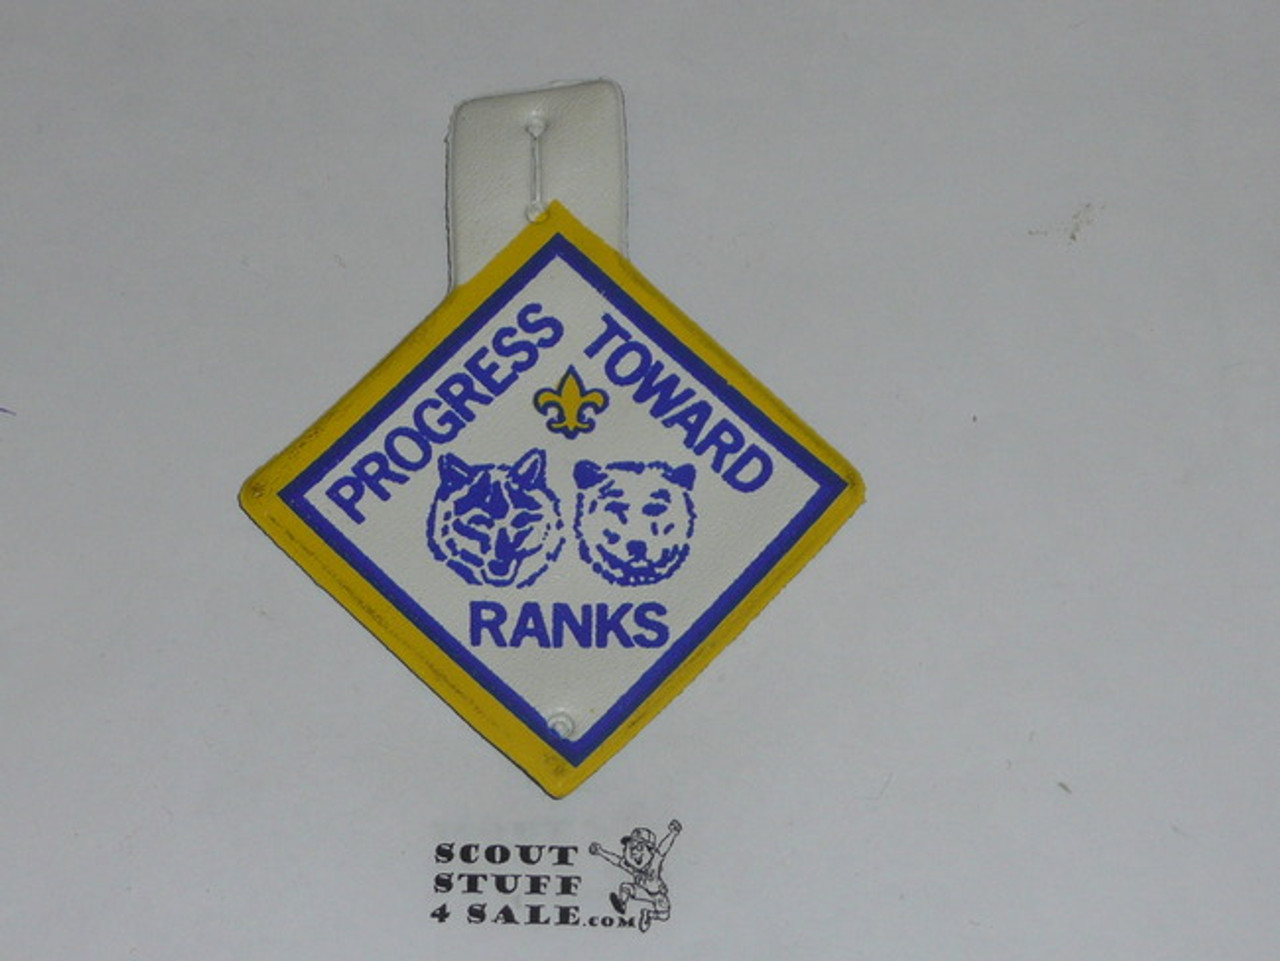 PROGRESS TOWARD
RANKS
SCOUT
STUFF
4 SALE.COM